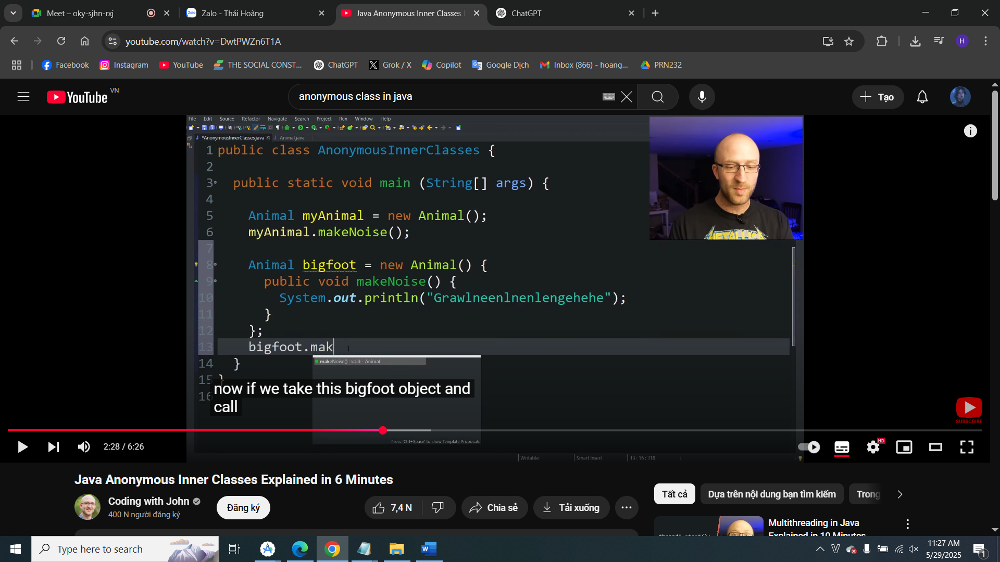 Meet – oky-sjhn-rxj
Zalo - Thái Hoàng
Java Anonymous Inner Classes
ChatGPT
youtube.com/watch?v=DwtPWZn6T1A
H
Facebook
Instagram
YouTube
THE SOCIAL CONST...
ChatGPT
Grok / X
Copilot
Google Dịch
Inbox (866) - hoang...
PRN232
YouTube VN
anonymous class in java
Tạo
File Edit Source Refactor Navigate Search Project Run Window Help
*AnonymousInnerClasses.java
Animal.java
1 public class AnonymousInnerClasses {
2
3 public static void main (String[] args) {
4
5 Animal myAnimal = new Animal();
6 myAnimal.makeNoise();
7
8 Animal bigfoot = new Animal() {
9 public void makeNoise() {
10 System.out.println("Grawlneenlnenlengehehe");
11 }
12 };
13 bigfoot.mak
makeNoise() : void - Animal
14 }
15 }
16
now if we take this bigfoot object and
call
Press 'Ctrl+Space' to show Template Proposals
METALLICA
SUBSCRIBE
2:28 / 6:26
HD
Writable
Smart Insert
13 : 16 : 318
Java Anonymous Inner Classes Explained in 6 Minutes
Coding with John
400 N người đăng ký
Đăng ký
7,4 N
Chia sẻ
Tải xuống
Tất cả
Dựa trên nội dung bạn tìm kiếm
Trong
Multithreading in Java
Explained in 10 Minutes
thread1.start();
Type here to search
11:27 AM
5/29/2025
1